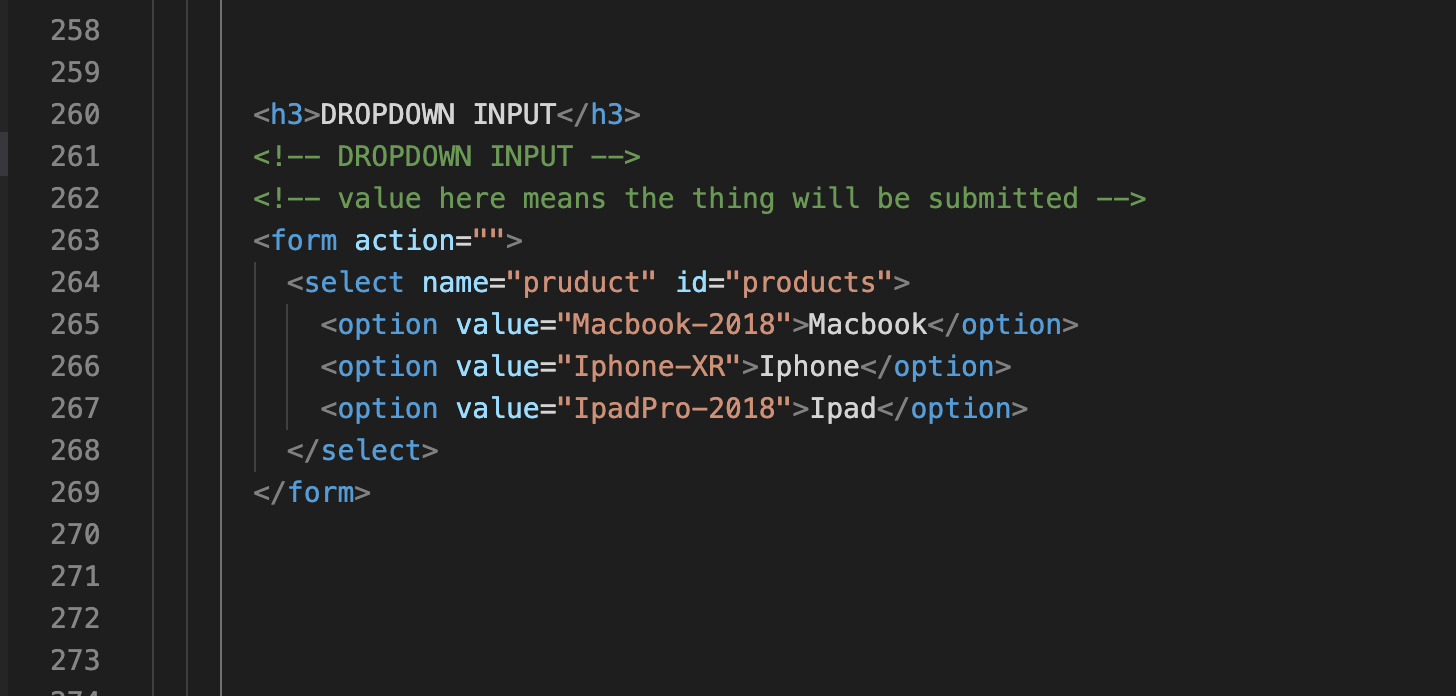 258
259
260 <h3>DROPDOWN INPUT</h3>
261 <!-- DROPDOWN INPUT -->
262 <!-- value here means the thing will be submitted -->
263 <form action="">
264 <select name="pruduct" id="products">
265 <option value="Macbook-2018">Macbook</option>
266 <option value="Iphone-XR">Iphone</option>
267 <option value="IpadPro-2018">Ipad</option>
268 </select>
269 </form>
270
271
272
273
274